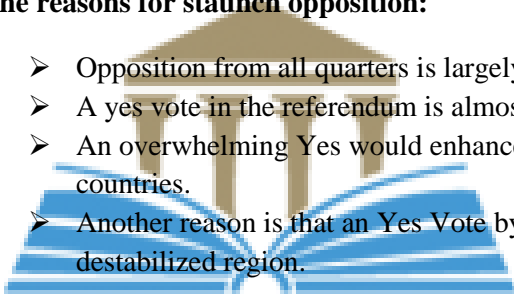 he reasons for staunch opposition:
➤ Opposition from all quarters is largely
➤ A yes vote in the referendum is almos
➤ An overwhelming Yes would enhance
countries.
➤ Another reason is that an Yes Vote by
destabilized region.